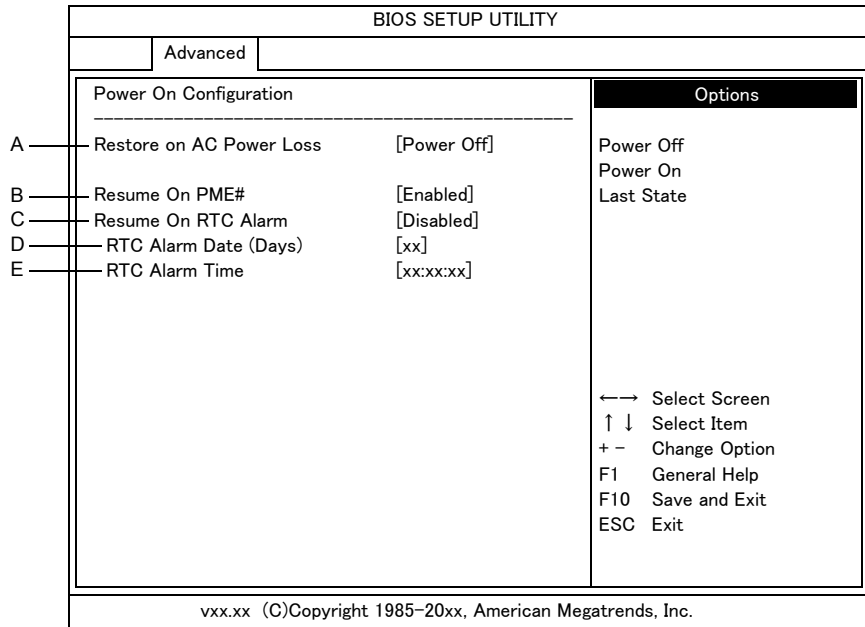 BIOS SETUP UTILITY
Advanced
Power On Configuration
------------------------------------------------
Options
A Restore on AC Power Loss [Power Off]
B Resume On PME# [Enabled]
C Resume On RTC Alarm [Disabled]
D RTC Alarm Date (Days) [xx]
E RTC Alarm Time [xx:xx:xx]
Power Off
Power On
Last State
←→ Select Screen
↑↓ Select Item
+ - Change Option
F1 General Help
F10 Save and Exit
ESC Exit
vxx.xx (C)Copyright 1985-20xx, American Megatrends, Inc.